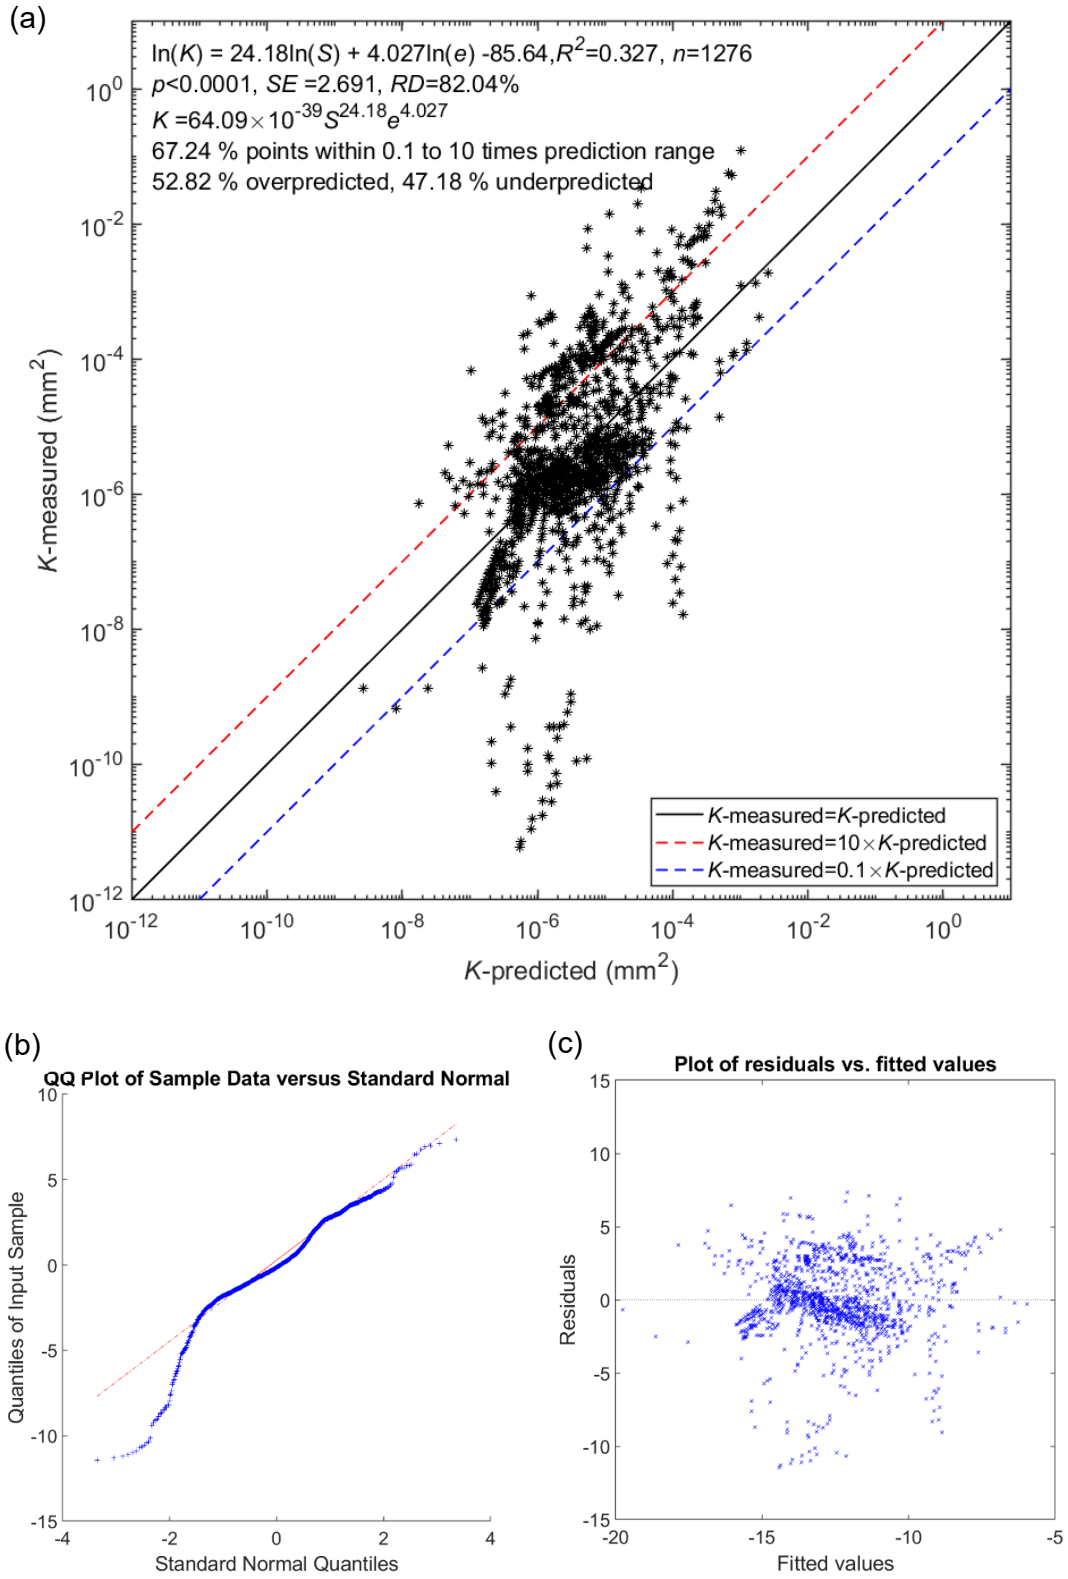 (a)
ln(K) = 24.18ln(S) + 4.027ln(e) -85.64,R²=0.327, n=1276
p<0.0001, SE =2.691, RD=82.04%
K =64.09×10⁻³⁹S²⁴·¹⁸e⁴·⁰²⁷
67.24 % points within 0.1 to 10 times prediction range
52.82 % overpredicted, 47.18 % underpredicted
10⁰
10⁻²
10⁻⁴
10⁻⁶
10⁻⁸
10⁻¹⁰
10⁻¹²
K-measured (mm²)
K-measured=K-predicted
K-measured=10×K-predicted
K-measured=0.1×K-predicted
10⁻¹² 10⁻¹⁰ 10⁻⁸ 10⁻⁶ 10⁻⁴ 10⁻² 10⁰
K-predicted (mm²)
(b)
QQ Plot of Sample Data versus Standard Normal
10
5
0
-5
-10
-15
Quantiles of Input Sample
-4 -2 0 2 4
Standard Normal Quantiles
(c)
Plot of residuals vs. fitted values
15
10
5
0
-5
-10
-15
Residuals
-20 -15 -10 -5
Fitted values